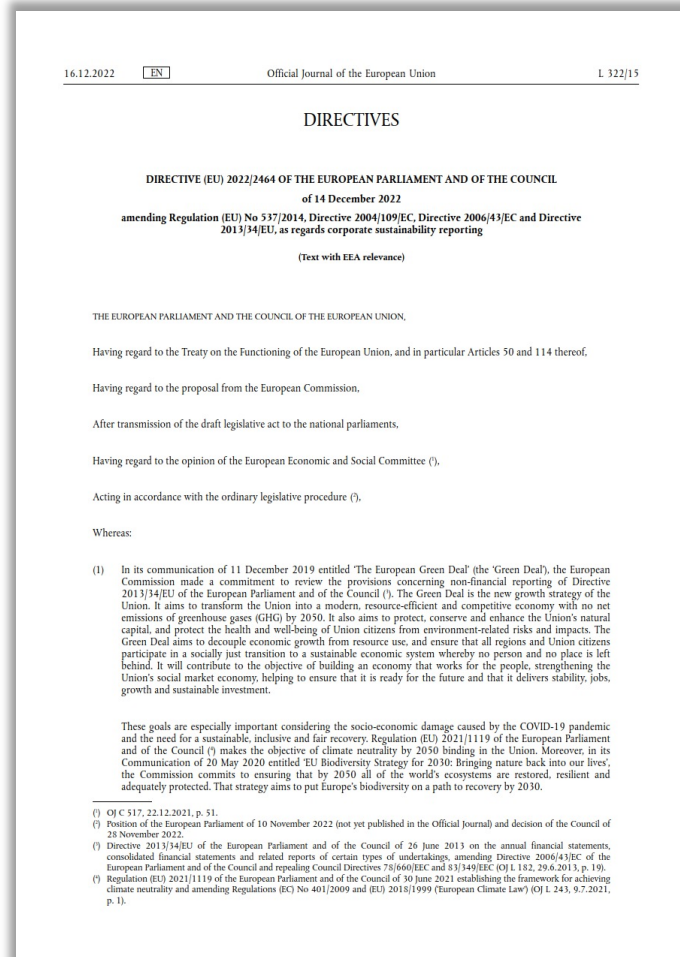 16.12.2022 EN Official Journal of the European Union L 322/15
DIRECTIVES
DIRECTIVE (EU) 2022/2464 OF THE EUROPEAN PARLIAMENT AND OF THE COUNCIL
of 14 December 2022
amending Regulation (EU) No 537/2014, Directive 2004/109/EC, Directive 2006/43/EC and Directive
2013/34/EU, as regards corporate sustainability reporting
(Text with EEA relevance)
THE EUROPEAN PARLIAMENT AND THE COUNCIL OF THE EUROPEAN UNION,
Having regard to the Treaty on the Functioning of the European Union, and in particular Articles 50 and 114 thereof,
Having regard to the proposal from the European Commission,
After transmission of the draft legislative act to the national parliaments,
Having regard to the opinion of the European Economic and Social Committee (1),
Acting in accordance with the ordinary legislative procedure (2),
Whereas:
(1) In its communication of 11 December 2019 entitled ‘The European Green Deal’ (the ‘Green Deal’), the European
Commission made a commitment to review the provisions concerning non-financial reporting of Directive
2013/34/EU of the European Parliament and of the Council (3). The Green Deal is the new growth strategy of the
Union. It aims to transform the Union into a modern, resource-efficient and competitive economy with no net
emissions of greenhouse gases (GHG) by 2050. It also aims to protect, conserve and enhance the Union's natural
capital, and protect the health and well-being of Union citizens from environment-related risks and impacts. The
Green Deal aims to decouple economic growth from resource use, and ensure that all regions and Union citizens
participate in a socially just transition to a sustainable economic system whereby no person and no place is left
behind. It will contribute to the objective of building an economy that works for the people, strengthening the
Union's social market economy, helping to ensure that it is ready for the future and that it delivers stability, jobs,
growth and sustainable investment.
These goals are especially important considering the socio-economic damage caused by the COVID-19 pandemic
and the need for a sustainable, inclusive and fair recovery. Regulation (EU) 2021/1119 of the European Parliament
and of the Council (4) makes the objective of climate neutrality by 2050 binding in the Union. Moreover, in its
Communication of 20 May 2020 entitled ‘EU Biodiversity Strategy for 2030: Bringing nature back into our lives’,
the Commission commits to ensuring that by 2050 all of the world's ecosystems are restored, resilient and
adequately protected. That strategy aims to put Europe's biodiversity on a path to recovery by 2030.
(1) OJ C 517, 22.12.2021, p. 51.
(2) Position of the European Parliament of 10 November 2022 (not yet published in the Official Journal) and decision of the Council of
28 November 2022.
(3) Directive 2013/34/EU of the European Parliament and of the Council of 26 June 2013 on the annual financial statements,
consolidated financial statements and related reports of certain types of undertakings, amending Directive 2006/43/EC of the
European Parliament and of the Council and repealing Council Directives 78/660/EEC and 83/349/EEC (OJ L 182, 29.6.2013, p. 19).
(4) Regulation (EU) 2021/1119 of the European Parliament and of the Council of 30 June 2021 establishing the framework for achieving
climate neutrality and amending Regulations (EC) No 401/2009 and (EU) 2018/1999 (‘European Climate Law’) (OJ L 243, 9.7.2021,
p. 1).